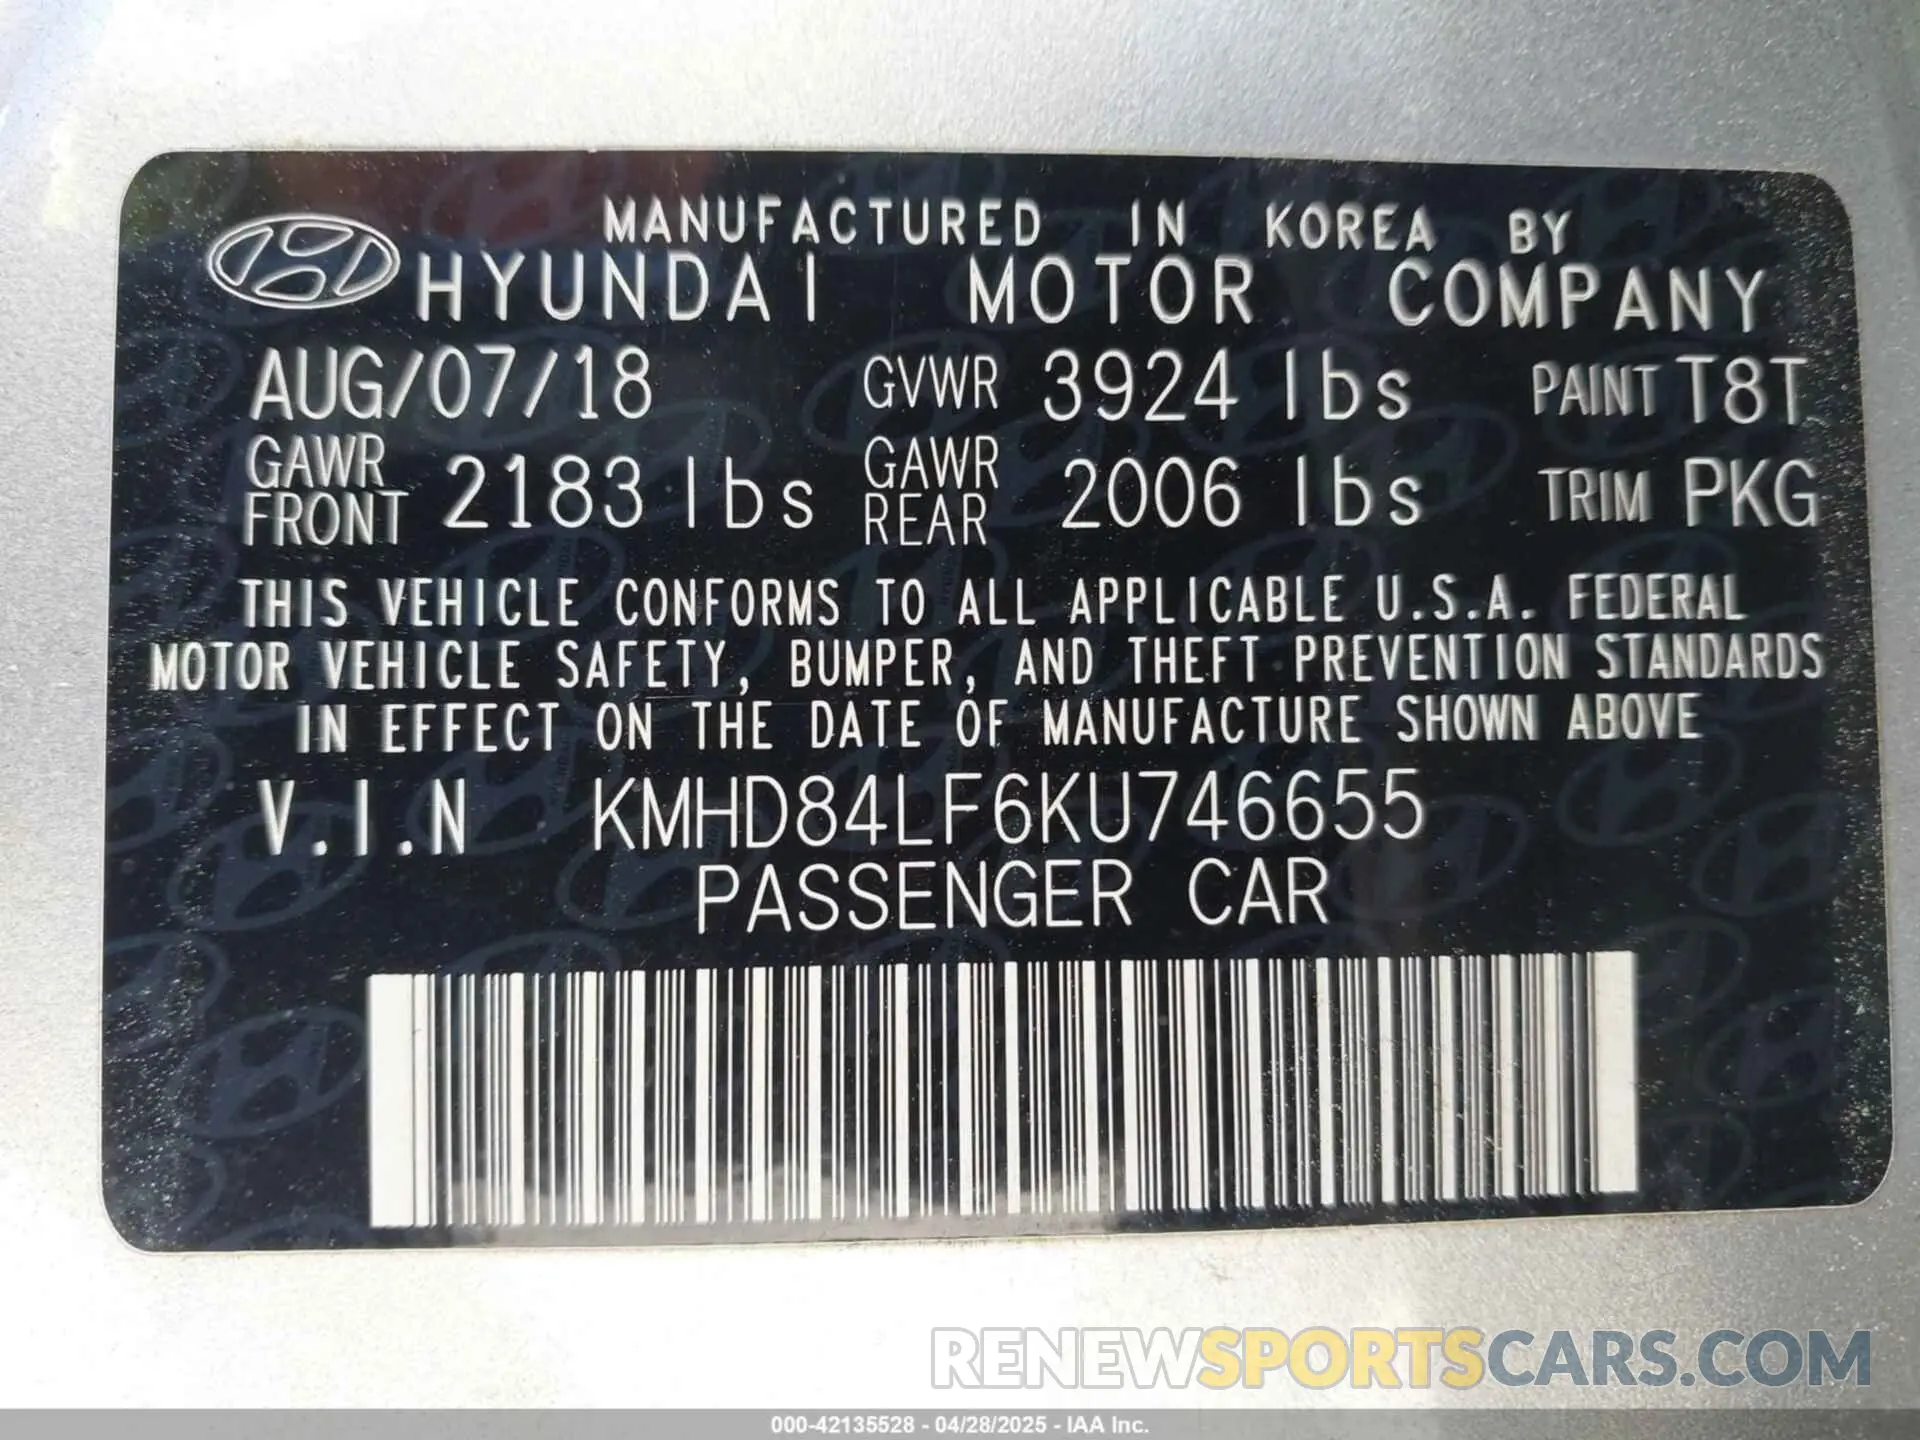 MANUFACTURED IN KOREA BY
HYUNDAI MOTOR COMPANY
AUG/07/18 GVWR 3924 lbs PAINT T8T
GAWR FRONT 2183 lbs GAWR REAR 2006 lbs TRIM PKG
THIS VEHICLE CONFORMS TO ALL APPLICABLE U.S.A. FEDERAL
MOTOR VEHICLE SAFETY, BUMPER, AND THEFT PREVENTION STANDARDS
IN EFFECT ON THE DATE OF MANUFACTURE SHOWN ABOVE
V.I.N KMHD84LF6KU746655
PASSENGER CAR
RENEWSPORTSCARS.COM
000-42135528 - 04/28/2025 - IAA Inc.